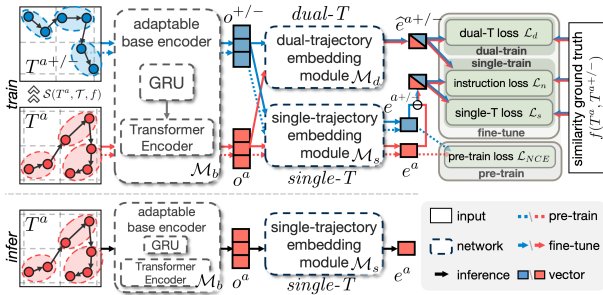 train
T^{a+/-}
S(T^a, T, f)
T^a
adaptable
base encoder
GRU
Transformer
Encoder
M_b
o^{+/-}
o^a
dual-T
dual-trajectory
embedding
module M_d
single-trajectory
embedding
module M_s
single-T
ê^{a+/-}
e^{a+/-}
e^a
dual-T loss L_d
dual-train
single-train
instruction loss L_n
single-T loss L_s
fine-tune
pre-train loss L_{NCE}
pre-train
similarity ground truth
f(T^a, T^{a+/-})
infer
T^a
adaptable
base encoder
GRU
Transformer
Encoder
M_b
o^a
single-trajectory
embedding
module M_s
single-T
e^a
input
network
inference
pre-train
fine-tune
vector